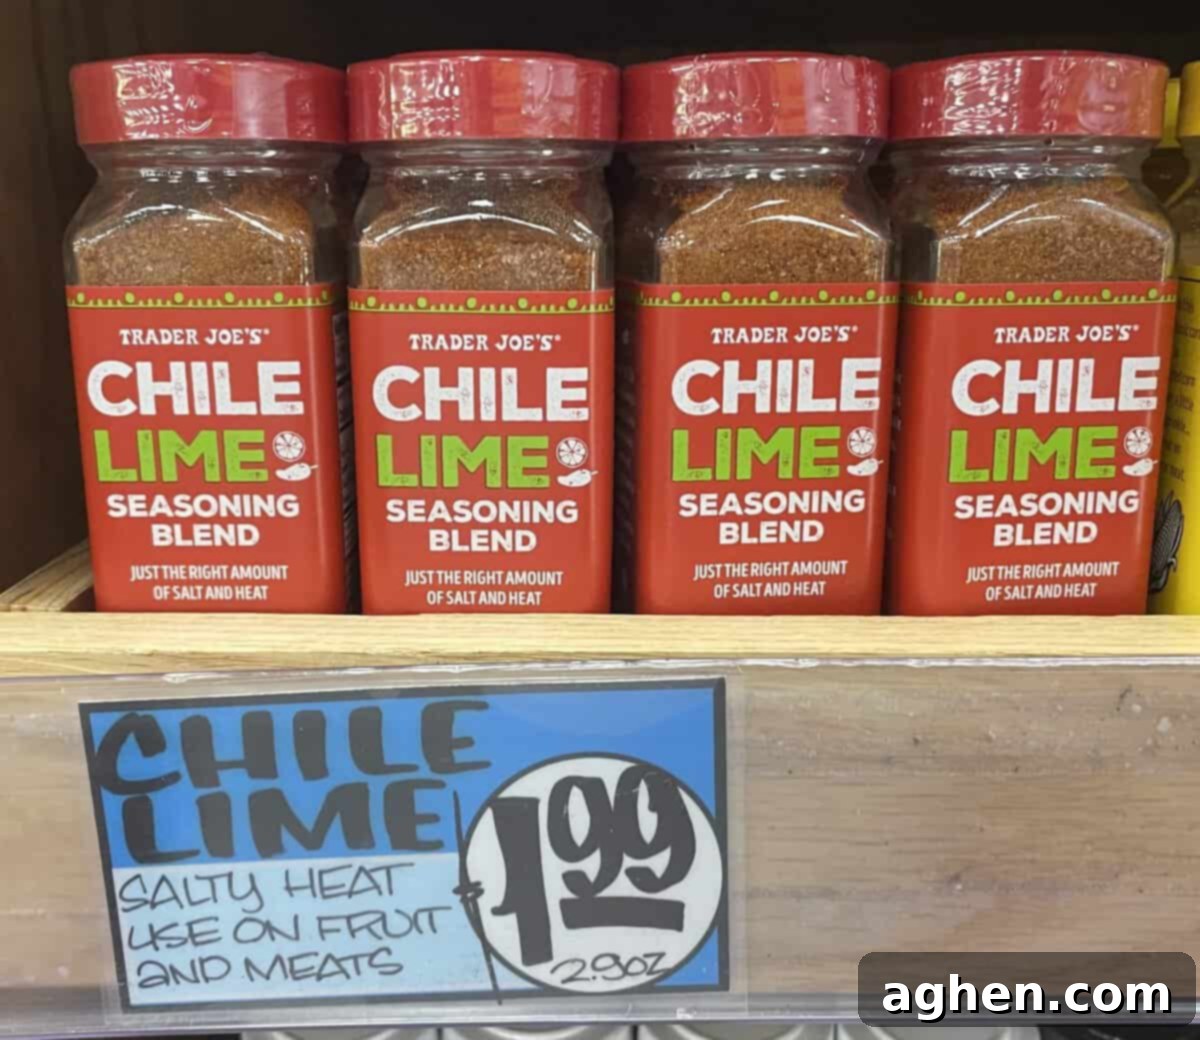 TRADER JOE'S®
CHILE
LIME
SEASONING
BLEND
JUST THE RIGHT AMOUNT
OF SALT AND HEAT
TRADER JOE'S®
CHILE
LIME
SEASONING
BLEND
JUST THE RIGHT AMOUNT
OF SALT AND HEAT
TRADER JOE'S®
CHILE
LIME
SEASONING
BLEND
JUST THE RIGHT AMOUNT
OF SALT AND HEAT
TRADER JOE'S®
CHILE
LIME
SEASONING
BLEND
JUST THE RIGHT AMOUNT
OF SALT AND HEAT
CHILE
LIME
SALTY HEAT
USE ON FRUIT
AND MEATS
$1.99
2.9OZ
aghen.com